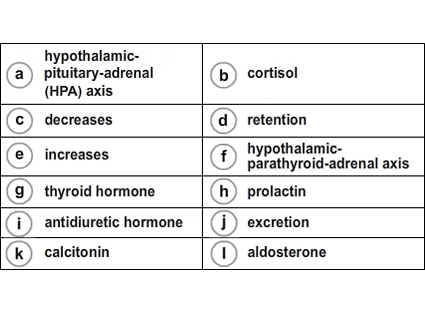 a hypothalamic-
pituitary-adrenal
(HPA) axis
b cortisol
c decreases
d retention
e increases
f hypothalamic-
parathyroid-adrenal axis
g thyroid hormone
h prolactin
i antidiuretic hormone
j excretion
k calcitonin
l aldosterone